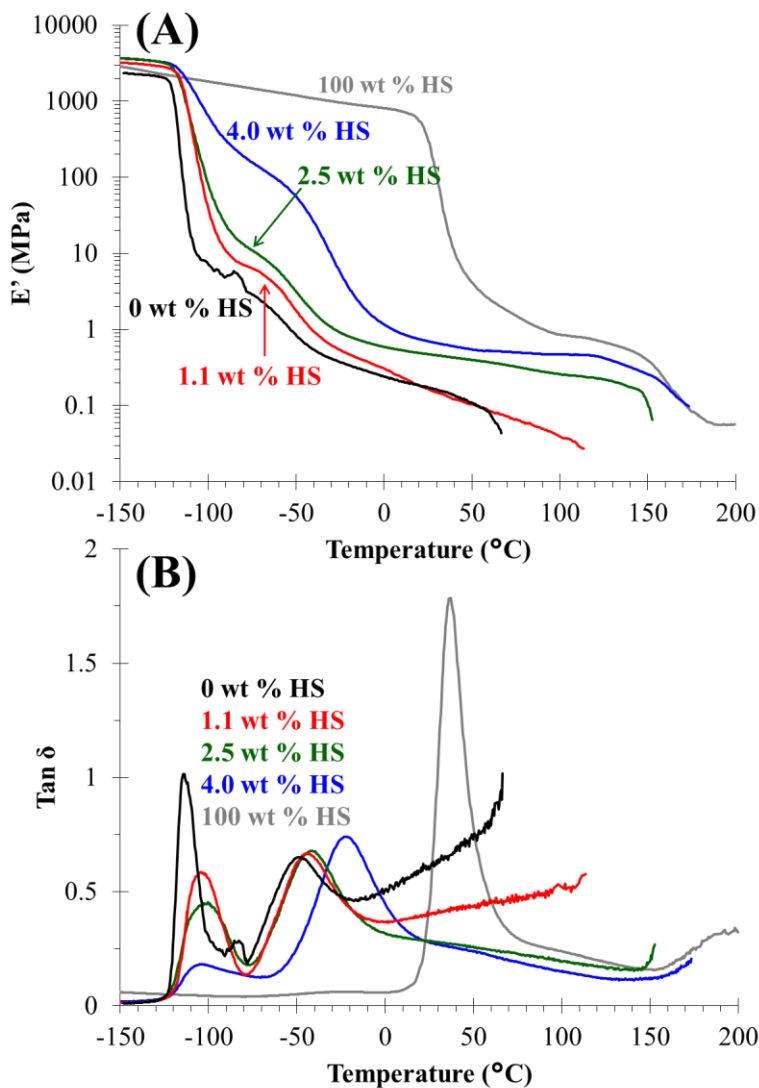 (A)
10000
1000
100
10
1
0.1
0.01
E' (MPa)
100 wt % HS
4.0 wt % HS
2.5 wt % HS
0 wt % HS
1.1 wt % HS
-150 -100 -50 0 50 100 150 200
Temperature (°C)
(B)
2
1.5
1
0.5
0
Tan δ
0 wt % HS
1.1 wt % HS
2.5 wt % HS
4.0 wt % HS
100 wt % HS
-150 -100 -50 0 50 100 150 200
Temperature (°C)